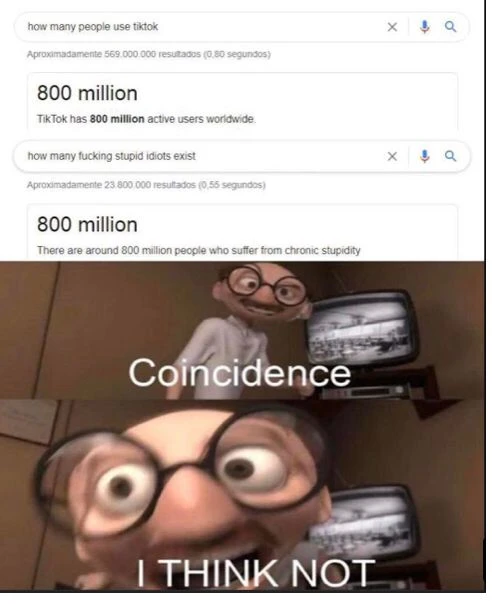 how many people use tiktok
Aproximadamente 569.000.000 resultados (0,80 segundos)
800 million
TikTok has 800 million active users worldwide.
how many fucking stupid idiots exist
Aproximadamente 23.800.000 resultados (0,55 segundos)
800 million
There are around 800 million people who suffer from chronic stupidity
Coincidence
I THINK NOT